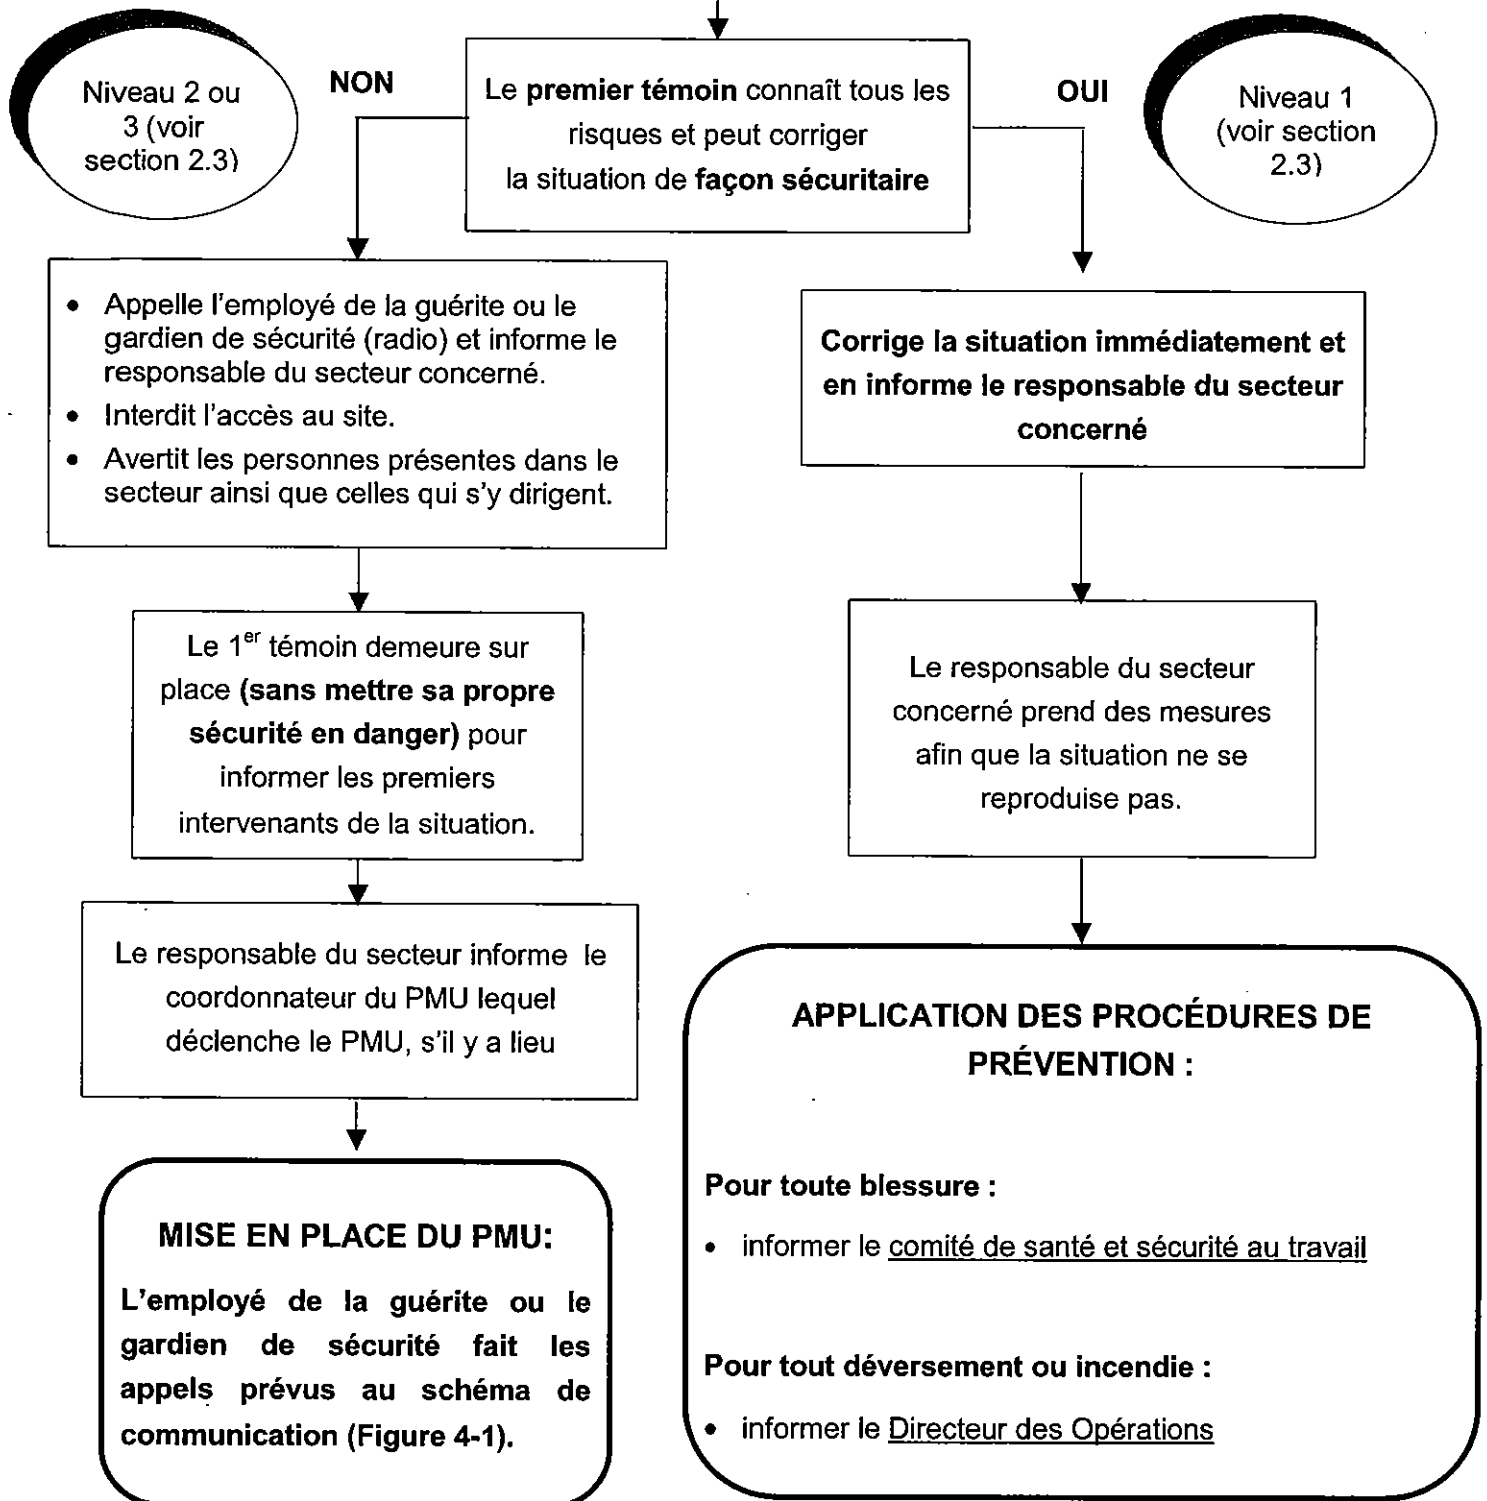 Niveau 2 ou
3 (voir
section 2.3)
NON
Le premier témoin connaît tous les
risques et peut corriger
la situation de façon sécuritaire
OUI
Niveau 1
(voir section
2.3)
• Appelle l'employé de la guérite ou le
gardien de sécurité (radio) et informe le
responsable du secteur concerné.
• Interdit l'accès au site.
• Avertit les personnes présentes dans le
secteur ainsi que celles qui s'y dirigent.
Corrige la situation immédiatement et
en informe le responsable du secteur
concerné
Le 1er témoin demeure sur
place (sans mettre sa propre
sécurité en danger) pour
informer les premiers
intervenants de la situation.
Le responsable du secteur
concerné prend des mesures
afin que la situation ne se
reproduise pas.
Le responsable du secteur informe le
coordonnateur du PMU lequel
déclenche le PMU, s'il y a lieu
MISE EN PLACE DU PMU:
L'employé de la guérite ou le
gardien de sécurité fait les
appels prévus au schéma de
communication (Figure 4-1).
APPLICATION DES PROCÉDURES DE
PRÉVENTION :
Pour toute blessure :
• informer le comité de santé et sécurité au travail
Pour tout déversement ou incendie :
• informer le Directeur des Opérations